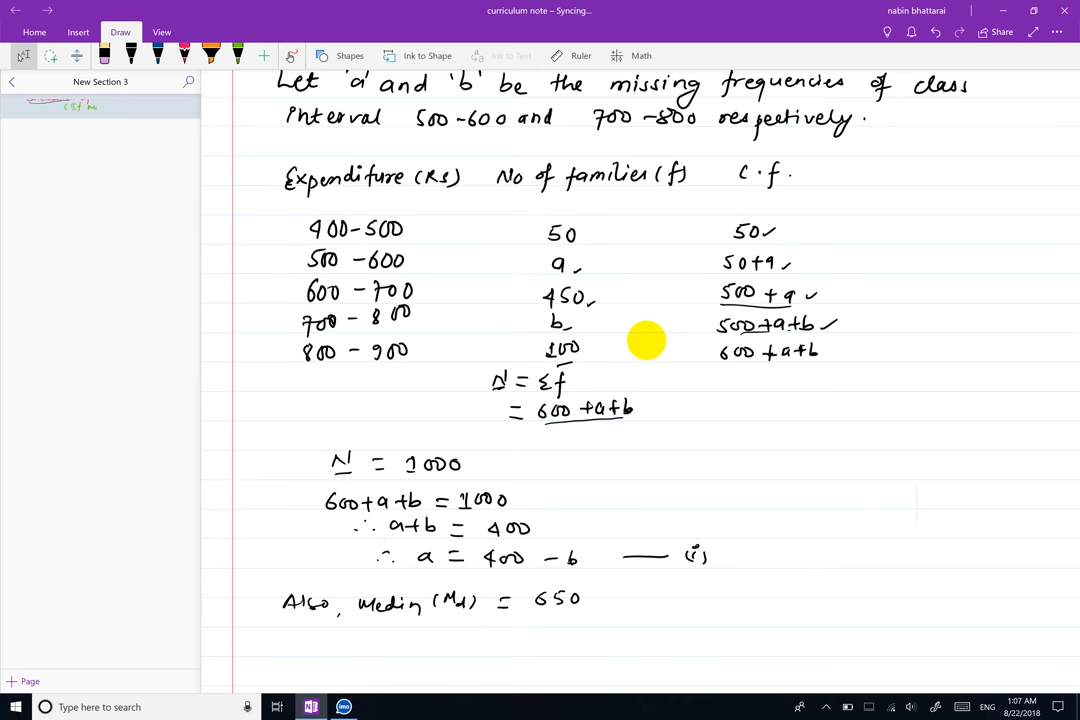 curriculum note – Syncing...
nabin bhattarai
Home Insert Draw View
Share
Shapes Ink to Shape Ink to Text Ruler Math
New Section 3
Let 'a' and 'b' be the missing frequencies of class
interval 500-600 and 700-800 respectively.
Expenditure (Rs) No of families (f) C.f.
400-500 50 50✓
500-600 a 50+a✓
600-700 450 500+a✓
700-800 b 500+a+b✓
800-900 100 600+a+b
N = Σf
= 600+a+b
N = 1000
600+a+b = 1000
∴ a+b = 400
∴ a = 400 - b —— (i)
Also, Medin (Md) = 650
+ Page
Type here to search
ENG
1:07 AM
8/22/2018